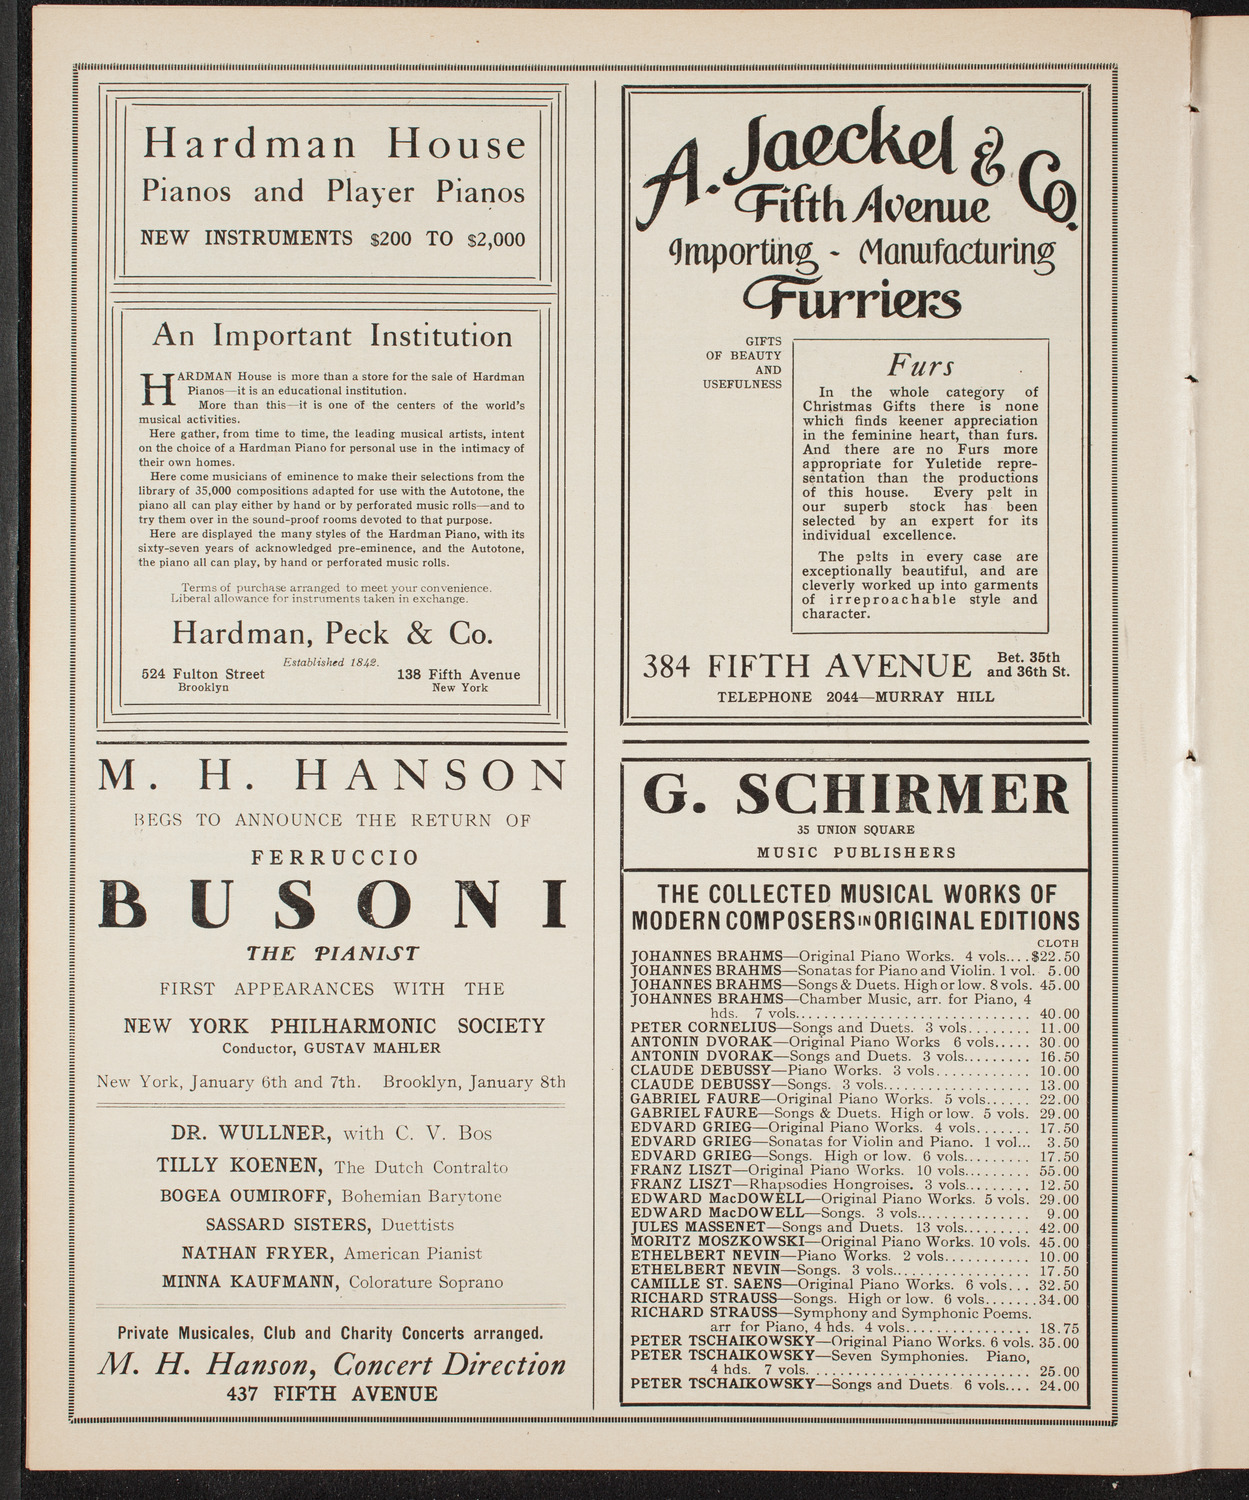 Hardman House
Pianos and Player Pianos
NEW INSTRUMENTS $200 TO $2,000
An Important Institution
HARDMAN House is more than a store for the sale of Hardman
Pianos—it is an educational institution.
More than this—it is one of the centers of the world's
musical activities.
Here gather, from time to time, the leading musical artists, intent
on the choice of a Hardman Piano for personal use in the intimacy of
their own homes.
Here come musicians of eminence to make their selections from the
library of 35,000 compositions adapted for use with the Autotone, the
piano all can play either by hand or by perforated music rolls—and to
try them over in the sound-proof rooms devoted to that purpose.
Here are displayed the many styles of the Hardman Piano, with its
sixty-seven years of acknowledged pre-eminence, and the Autotone,
the piano all can play, by hand or perforated music rolls.
Terms of purchase arranged to meet your convenience.
Liberal allowance for instruments taken in exchange.
Hardman, Peck & Co.
Established 1842.
524 Fulton Street 138 Fifth Avenue
Brooklyn New York
M. H. HANSON
BEGS TO ANNOUNCE THE RETURN OF
FERRUCCIO
BUSONI
THE PIANIST
FIRST APPEARANCES WITH THE
NEW YORK PHILHARMONIC SOCIETY
Conductor, GUSTAV MAHLER
New York, January 6th and 7th. Brooklyn, January 8th
DR. WULLNER, with C. V. Bos
TILLY KOENEN, The Dutch Contralto
BOGEA OUMIROFF, Bohemian Barytone
SASSARD SISTERS, Duettists
NATHAN FRYER, American Pianist
MINNA KAUFMANN, Colorature Soprano
Private Musicales, Club and Charity Concerts arranged.
M. H. Hanson, Concert Direction
437 FIFTH AVENUE
A. Jaeckel & Co.
Fifth Avenue
Importing - Manufacturing
Furriers
GIFTS
OF BEAUTY
AND
USEFULNESS
Furs
In the whole category of
Christmas Gifts there is none
which finds keener appreciation
in the feminine heart, than furs.
And there are no Furs more
appropriate for Yuletide repre-
sentation than the productions
of this house. Every pelt in
our superb stock has been
selected by an expert for its
individual excellence.
The pelts in every case are
exceptionally beautiful, and are
cleverly worked up into garments
of irreproachable style and
character.
384 FIFTH AVENUE Bet. 35th
and 36th St.
TELEPHONE 2044—MURRAY HILL
G. SCHIRMER
35 UNION SQUARE
MUSIC PUBLISHERS
THE COLLECTED MUSICAL WORKS OF
MODERN COMPOSERS IN ORIGINAL EDITIONS
CLOTH
JOHANNES BRAHMS—Original Piano Works. 4 vols....$22.50
JOHANNES BRAHMS—Sonatas for Piano and Violin. 1 vol. 5.00
JOHANNES BRAHMS—Songs & Duets. High or low. 8 vols. 45.00
JOHANNES BRAHMS—Chamber Music, arr. for Piano, 4
hds. 7 vols.............................. 40.00
PETER CORNELIUS—Songs and Duets. 3 vols........ 11.00
ANTONIN DVORAK—Original Piano Works 6 vols..... 30.00
ANTONIN DVORAK—Songs and Duets. 3 vols......... 16.50
CLAUDE DEBUSSY—Piano Works. 3 vols............ 10.00
CLAUDE DEBUSSY—Songs. 3 vols.................. 13.00
GABRIEL FAURE—Original Piano Works. 5 vols...... 22.00
GABRIEL FAURE—Songs & Duets. High or low. 5 vols. 29.00
EDVARD GRIEG—Original Piano Works. 4 vols....... 17.50
EDVARD GRIEG—Sonatas for Violin and Piano. 1 vol... 3.50
EDVARD GRIEG—Songs. High or low. 6 vols......... 17.50
FRANZ LISZT—Original Piano Works. 10 vols........ 55.00
FRANZ LISZT—Rhapsodies Hongroises. 3 vols......... 12.50
EDWARD MacDOWELL—Original Piano Works. 5 vols. 29.00
EDWARD MacDOWELL—Songs. 3 vols.............. 9.00
JULES MASSENET—Songs and Duets. 13 vols......... 42.00
MORITZ MOSZKOWSKI—Original Piano Works. 10 vols. 45.00
ETHELBERT NEVIN—Piano Works. 2 vols........... 10.00
ETHELBERT NEVIN—Songs. 3 vols.................. 17.50
CAMILLE ST. SAENS—Original Piano Works. 6 vols... 32.50
RICHARD STRAUSS—Songs. High or low. 6 vols.......34.00
RICHARD STRAUSS—Symphony and Symphonic Poems.
arr for Piano, 4 hds. 4 vols................ 18.75
PETER TSCHAIKOWSKY—Original Piano Works. 6 vols. 35.00
PETER TSCHAIKOWSKY—Seven Symphonies. Piano,
4 hds. 7 vols............................. 25.00
PETER TSCHAIKOWSKY—Songs and Duets 6 vols.... 24.00